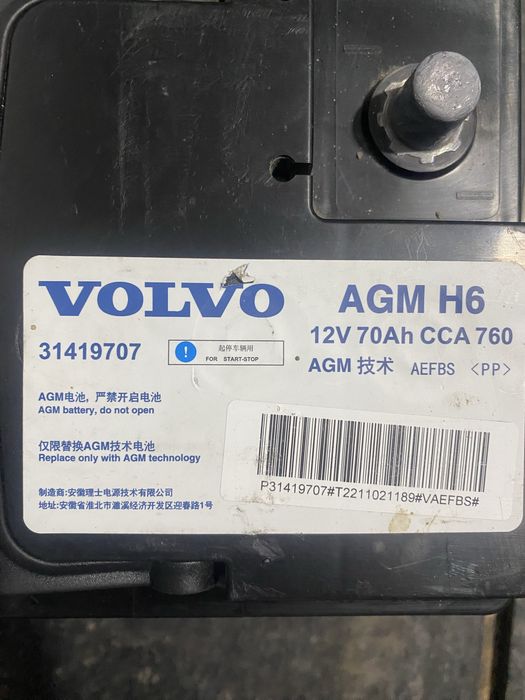 VOLVO
AGM H6
12V 70Ah CCA 760
31419707
起停车辆用
FOR START-STOP
AGM 技术 AEFBS <PP>
AGM电池，严禁开启电池
AGM battery, do not open
仅限替换AGM技术电池
Replace only with AGM technology
P31419707#T2211021189#VAEFBS#
制造商:安徽理士电源技术有限公司
地址:安徽省淮北市濉溪经济开发区迎春路1号